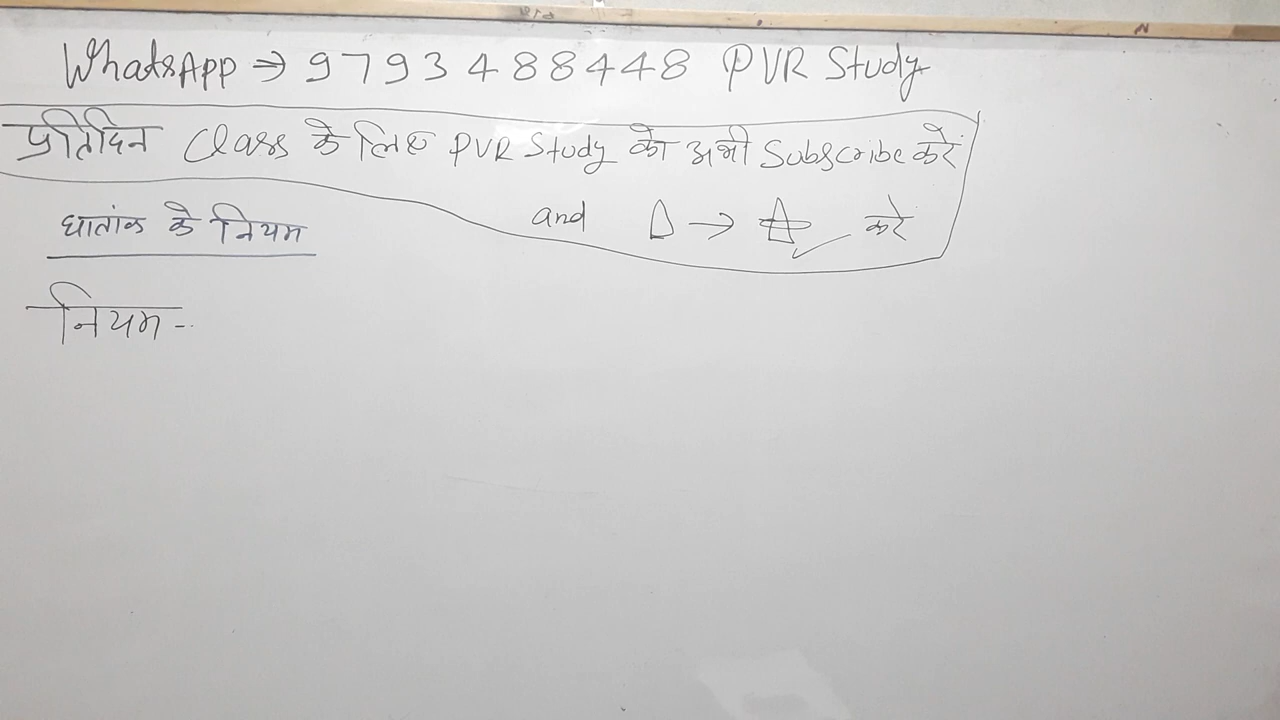 WhatsApp ⇒ 9793488448 PVR Study
प्रतिदिन Class के लिए PVR Study को अभी Subscribe करे
and → करे
घातांक के नियम
नियम -